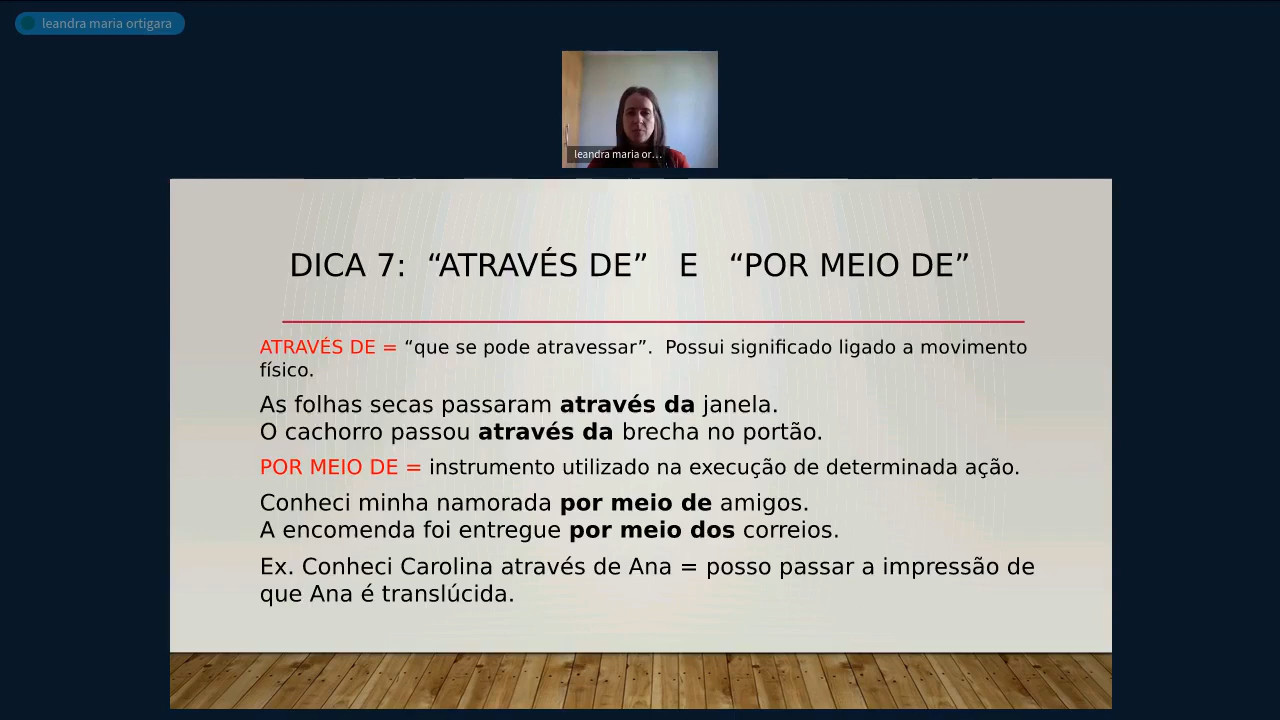 leandra maria ortigara
leandra maria or...
DICA 7: “ATRAVÉS DE” E “POR MEIO DE”
ATRAVÉS DE = “que se pode atravessar”. Possui significado ligado a movimento
físico.
As folhas secas passaram através da janela.
O cachorro passou através da brecha no portão.
POR MEIO DE = instrumento utilizado na execução de determinada ação.
Conheci minha namorada por meio de amigos.
A encomenda foi entregue por meio dos correios.
Ex. Conheci Carolina através de Ana = posso passar a impressão de
que Ana é translúcida.